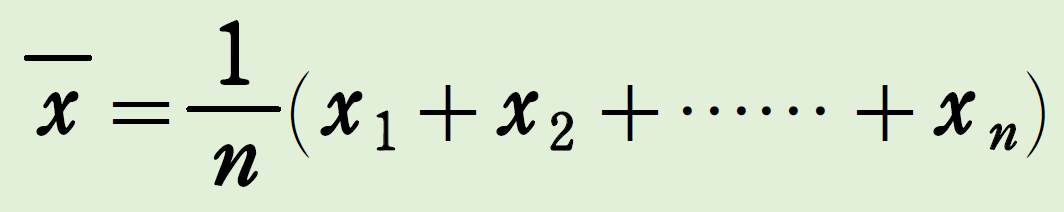 x̄ = 1/n (x₁ + x₂ + ⋯⋯ + xₙ)